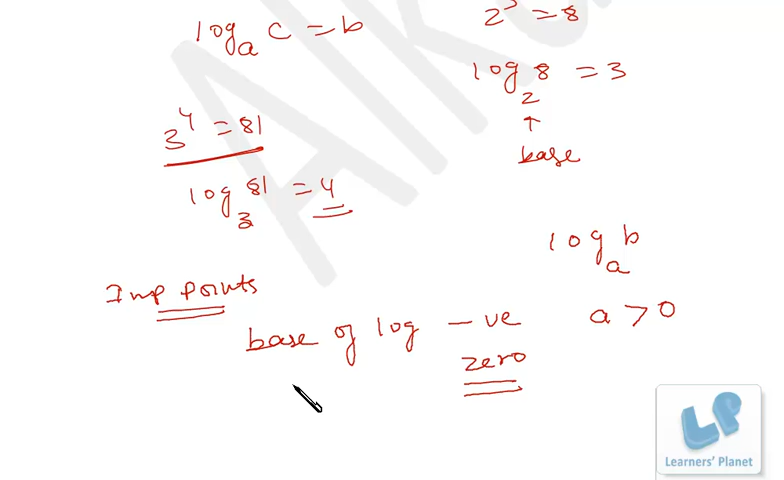 log_a c = b
2^3 = 8
log_2 8 = 3
↑
base
3^4 = 81
log_3 81 = 4
log_a b
Imp points
base of log -ve a > 0
zero
LP
Learners' Planet